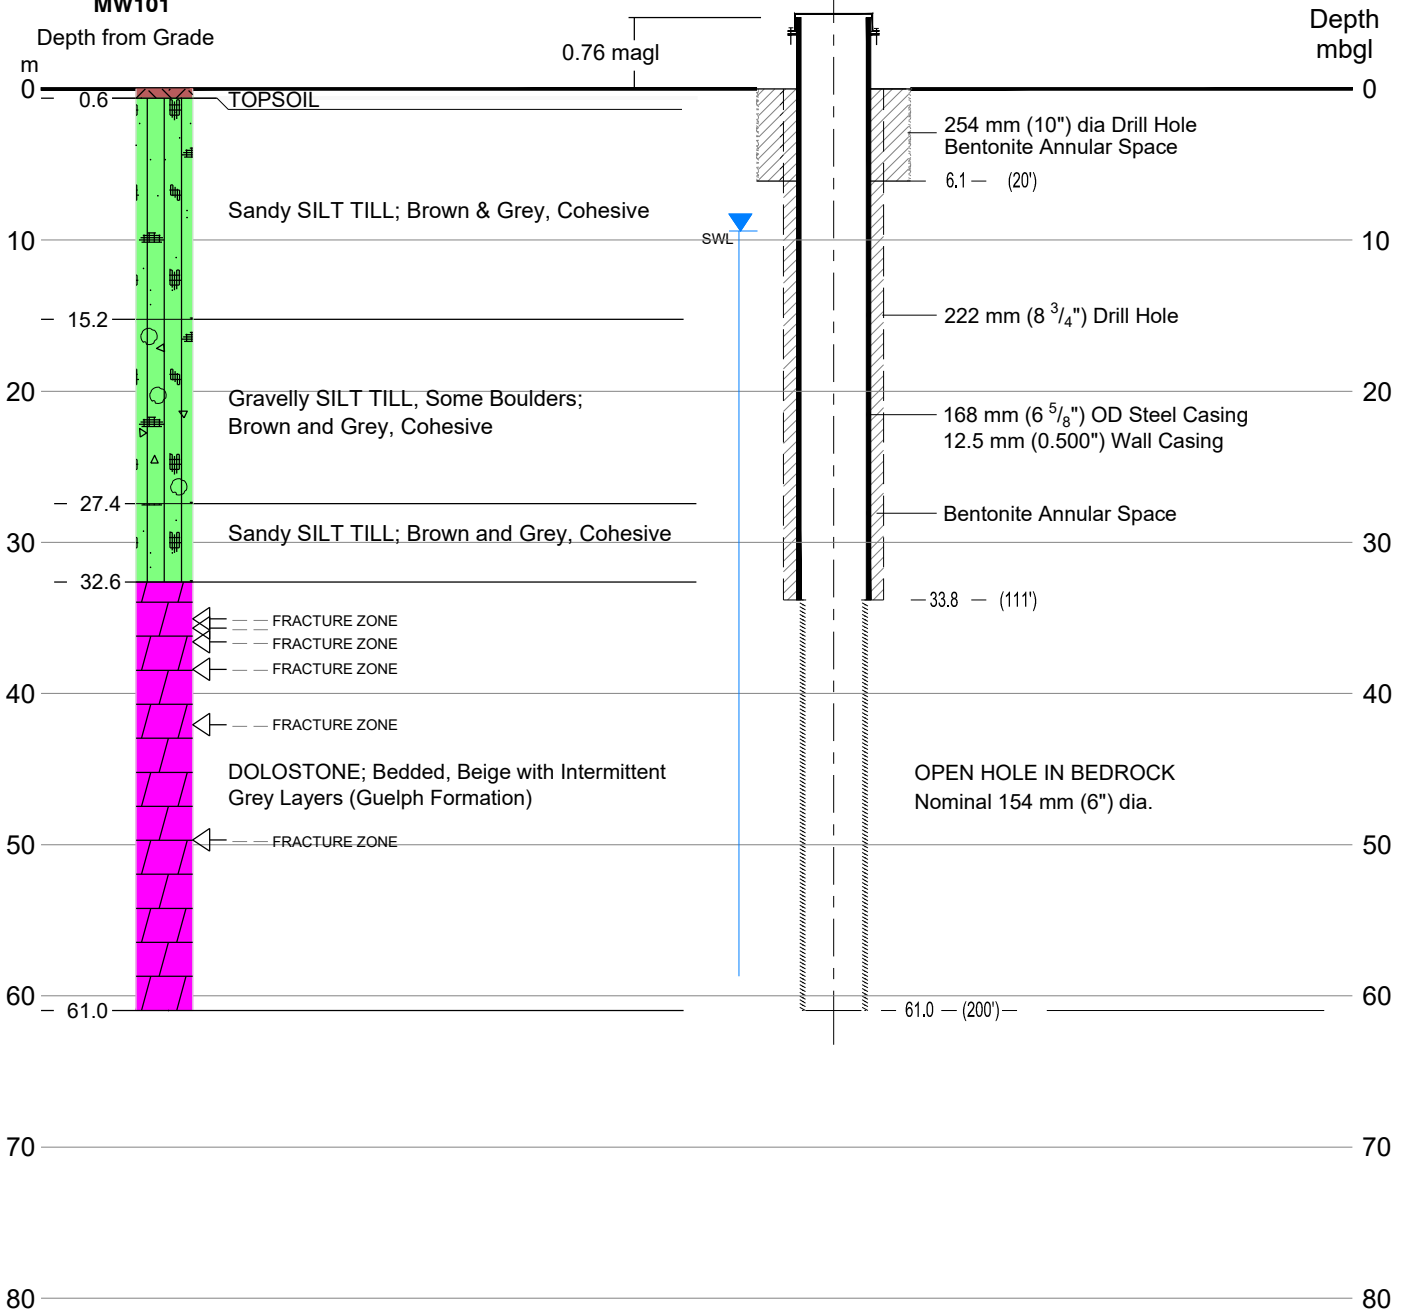 MW101
Depth from Grade
m
Depth
mbgl
0.76 magl
0
0
0.6
TOPSOIL
254 mm (10") dia Drill Hole
Bentonite Annular Space
6.1 — (20')
Sandy SILT TILL; Brown & Grey, Cohesive
SWL
10
10
15.2
222 mm (8 3/4") Drill Hole
20
20
Gravelly SILT TILL, Some Boulders;
Brown and Grey, Cohesive
168 mm (6 5/8") OD Steel Casing
12.5 mm (0.500") Wall Casing
27.4
Bentonite Annular Space
Sandy SILT TILL; Brown and Grey, Cohesive
30
30
32.6
33.8 — (111')
FRACTURE ZONE
FRACTURE ZONE
FRACTURE ZONE
40
40
FRACTURE ZONE
DOLOSTONE; Bedded, Beige with Intermittent
Grey Layers (Guelph Formation)
OPEN HOLE IN BEDROCK
Nominal 154 mm (6") dia.
FRACTURE ZONE
50
50
60
60
61.0
61.0 — (200')
70
70
80
80